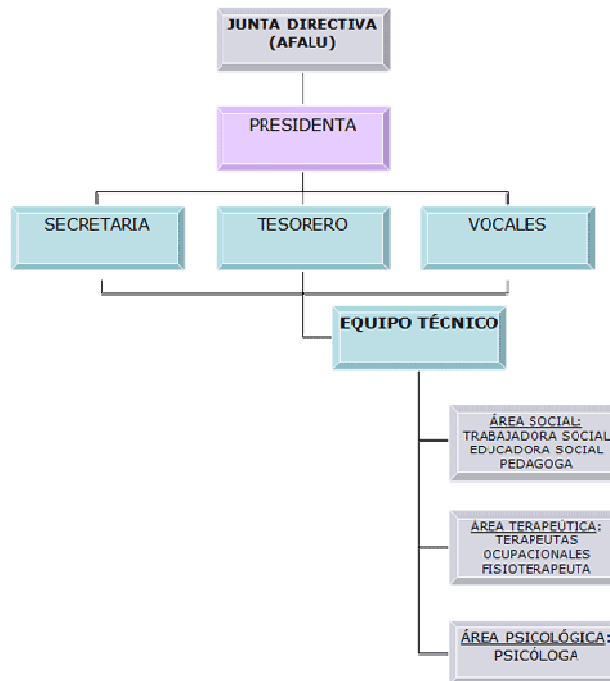 JUNTA DIRECTIVA
(AFALU)
PRESIDENTA
SECRETARIA
TESORERO
VOCALES
EQUIPO TÉCNICO
ÁREA SOCIAL:
TRABAJADORA SOCIAL
EDUCADORA SOCIAL
PEDAGOGA
ÁREA TERAPEÚTICA:
TERAPEUTAS
OCUPACIONALES
FISIOTERAPEUTA
ÁREA PSICOLÓGICA:
PSICÓLOGA